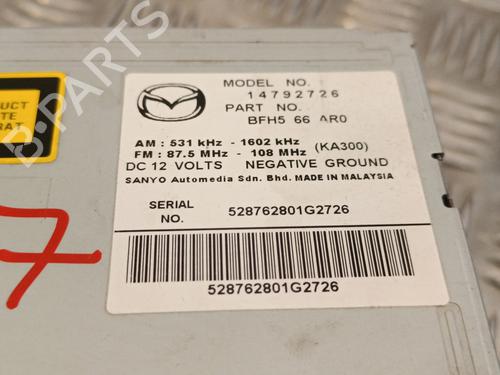 B-PARTS
MODEL NO.
14792726
PART NO.
BFH5 66 AR0
AM : 531 kHz - 1602 kHz
FM : 87.5 MHz - 108 MHz (KA300)
DC 12 VOLTS NEGATIVE GROUND
SANYO Automedia Sdn. Bhd. MADE IN MALAYSIA
SERIAL
NO. 528762801G2726
528762801G2726
7